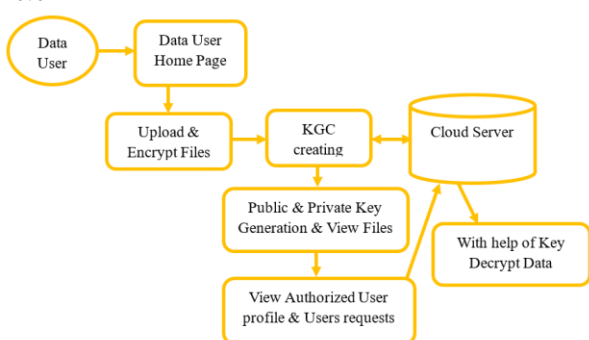 Data
User
Data User
Home Page
Upload &
Encrypt Files
KGC
creating
Cloud Server
Public & Private Key
Generation & View Files
With help of Key
Decrypt Data
View Authorized User
profile & Users requests